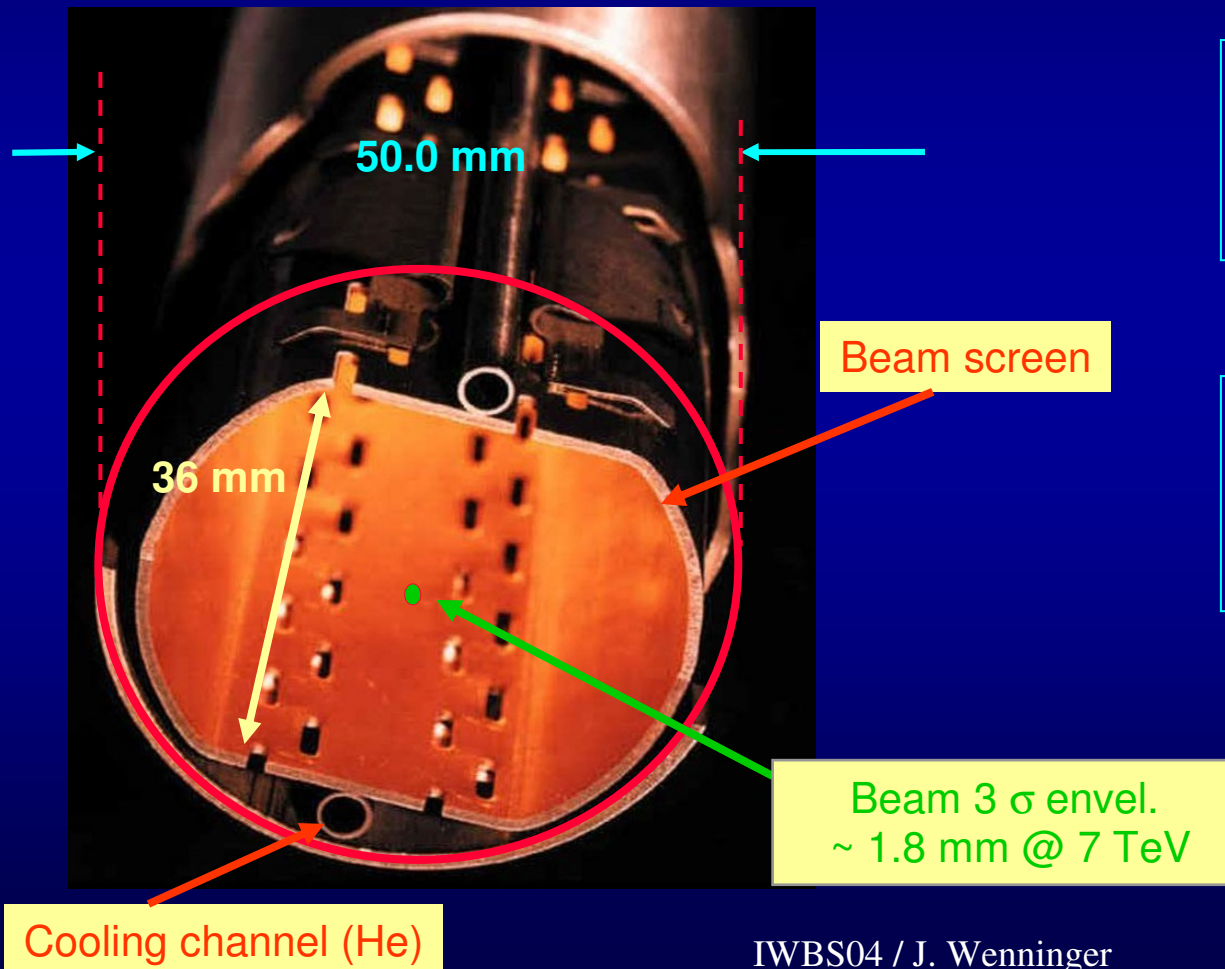 50.0 mm
Beam screen
36 mm
Beam 3 σ envel.
~ 1.8 mm @ 7 TeV
Cooling channel (He)
IWBS04 / J. Wenninger